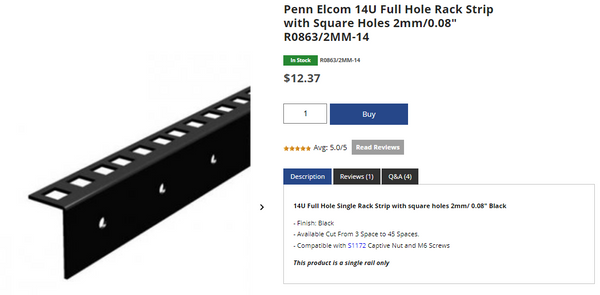 Penn Elcom 14U Full Hole Rack Strip
with Square Holes 2mm/0.08"
R0863/2MM-14
In Stock R0863/2MM-14
$12.37
1 Buy
Avg: 5.0/5 Read Reviews
Description Reviews (1) Q&A (4)
14U Full Hole Single Rack Strip with square holes 2mm/ 0.08" Black
- Finish: Black
- Available Cut From 3 Space to 45 Spaces.
- Compatible with S1172 Captive Nut and M6 Screws
This product is a single rail only